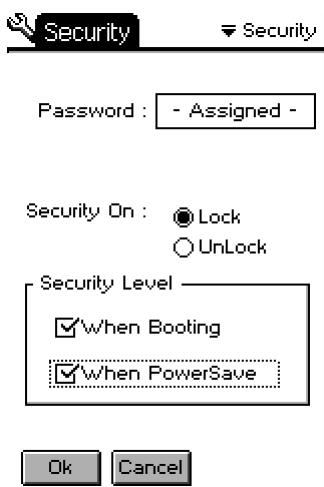 Security ▼ Security
Password : - Assigned -
Security On : Lock
UnLock
Security Level
When Booting
When PowerSave
Ok Cancel